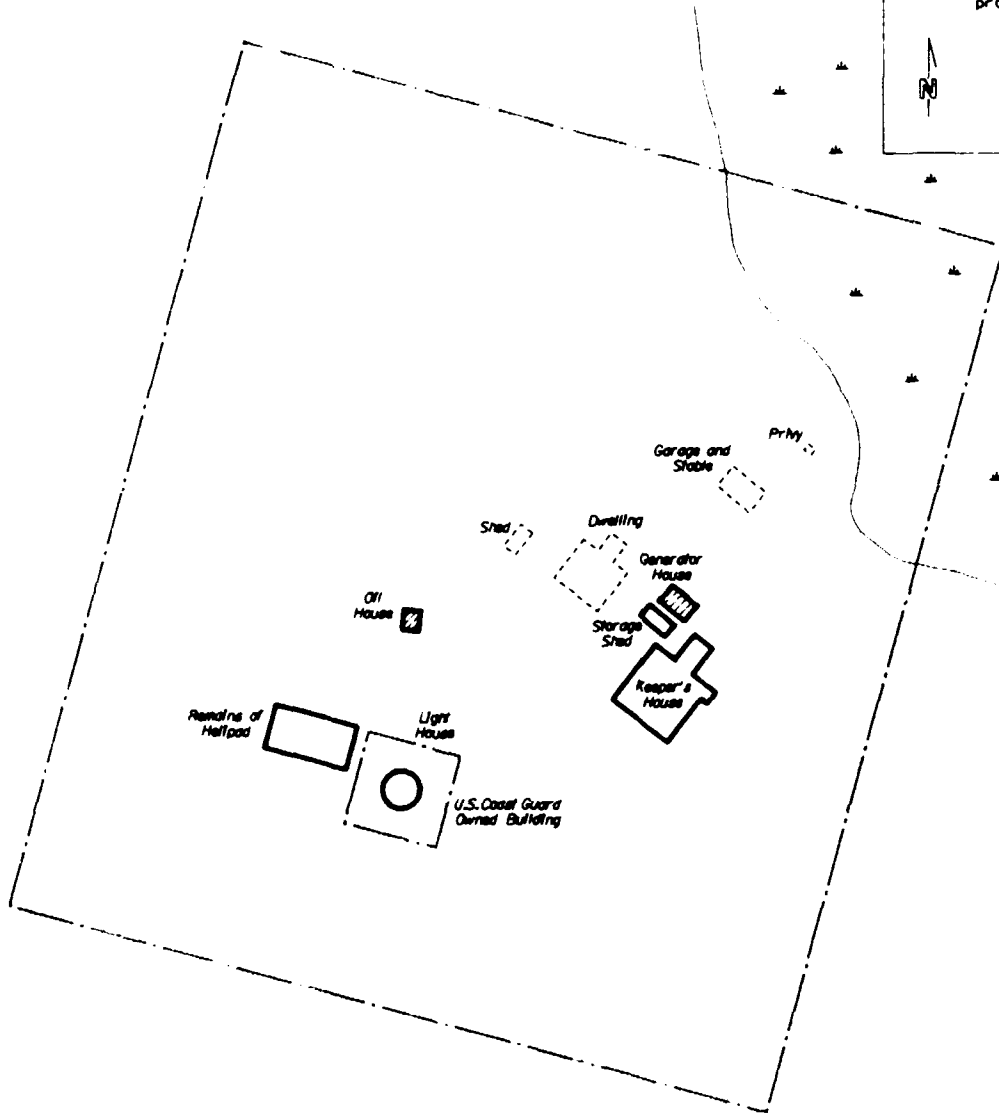 N
Privy
Garage and
Stable
Shed
Dwelling
Generator
House
Oil
House
Storage
Shed
Keeper's
House
Remains of
Helipad
Light
House
U.S. Coast Guard
Owned Building